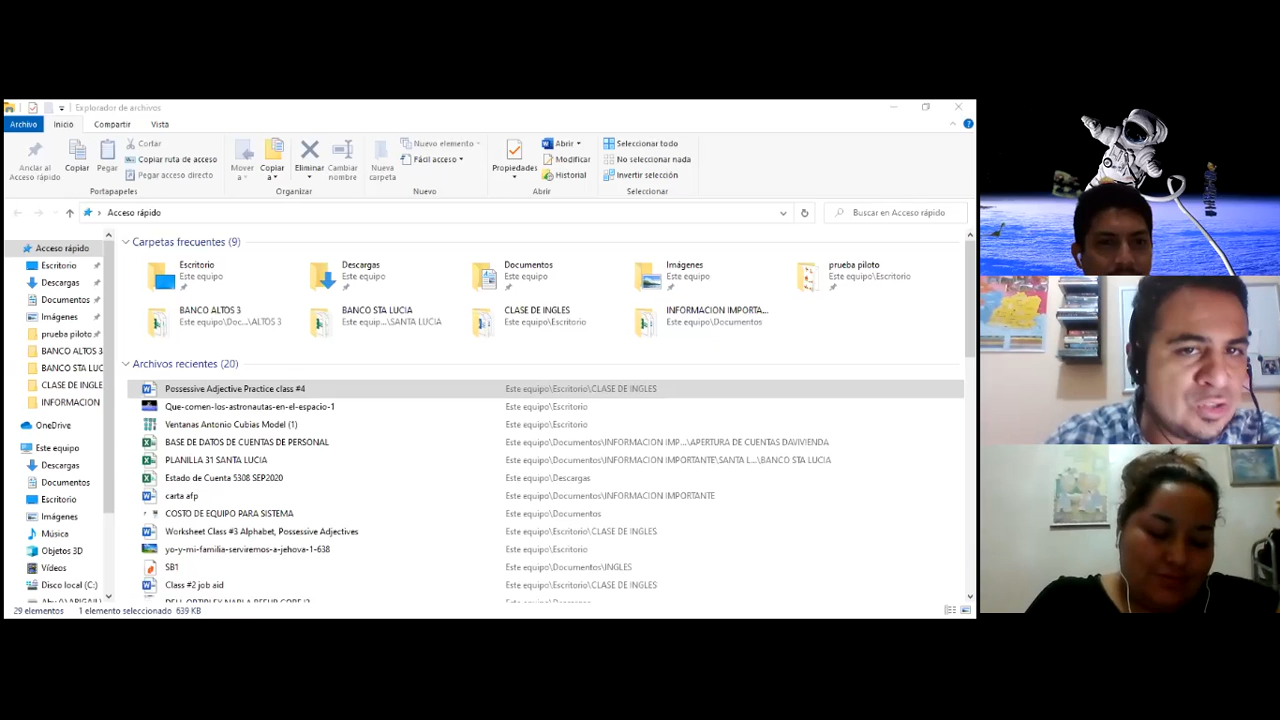 Explorador de archivos
Archivo Inicio Compartir Vista
Anclar al Acceso rápido
Copiar
Pegar
Cortar
Copiar ruta de acceso
Pegar acceso directo
Portapapeles
Mover a
Copiar a
Eliminar
Cambiar nombre
Organizar
Nueva carpeta
Nuevo elemento
Fácil acceso
Nuevo
Propiedades
Abrir
Modificar
Historial
Abrir
Seleccionar todo
No seleccionar nada
Invertir selección
Seleccionar
Acceso rápido
Buscar en Acceso rápido
Acceso rápido
Escritorio
Descargas
Documentos
Imágenes
prueba piloto
BANCO ALTOS 3
BANCO STA LUC
CLASE DE INGLE
INFORMACION
OneDrive
Este equipo
Descargas
Documentos
Escritorio
Imágenes
Música
Objetos 3D
Vídeos
Disco local (C:)
Carpetas frecuentes (9)
Escritorio
Este equipo
Descargas
Este equipo
Documentos
Este equipo
Imágenes
Este equipo
prueba piloto
Este equipo\Escritorio
BANCO ALTOS 3
Este equipo\Doc...\ALTOS 3
BANCO STA LUCIA
Este equip...\SANTA LUCIA
CLASE DE INGLES
Este equipo\Escritorio
INFORMACION IMPORTA...
Este equipo\Documentos
Archivos recientes (20)
Possessive Adjective Practice class #4 Este equipo\Escritorio\CLASE DE INGLES
Que-comen-los-astronautas-en-el-espacio-1 Este equipo\Escritorio
Ventanas Antonio Cubias Model (1) Este equipo\Escritorio
BASE DE DATOS DE CUENTAS DE PERSONAL Este equipo\Documentos\INFORMACION IMP...\APERTURA DE CUENTAS DAVIVIENDA
PLANILLA 31 SANTA LUCIA Este equipo\Documentos\INFORMACION IMPORTANTE\SANTA L...\BANCO STA LUCIA
Estado de Cuenta 5308 SEP2020 Este equipo\Descargas
carta afp Este equipo\Documentos\INFORMACION IMPORTANTE
COSTO DE EQUIPO PARA SISTEMA Este equipo\Documentos
Worksheet Class #3 Alphabet, Possessive Adjectives Este equipo\Escritorio\CLASE DE INGLES
yo-y-mi-familia-serviremos-a-jehova-1-638 Este equipo\Escritorio
SB1 Este equipo\Documentos\INGLES
Class #2 job aid Este equipo\Escritorio\CLASE DE INGLES
29 elementos 1 elemento seleccionado 639 KB